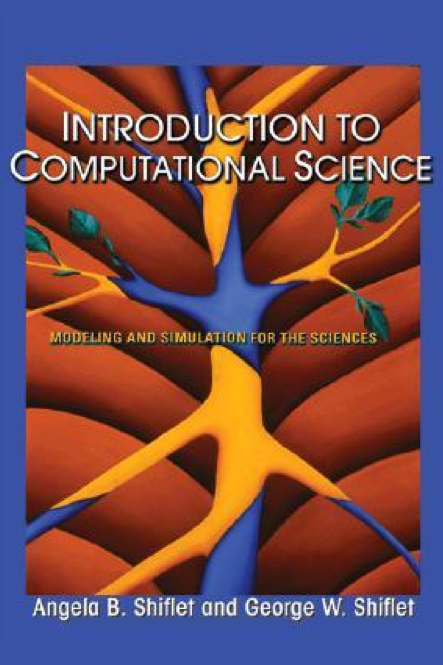 INTRODUCTION TO
COMPUTATIONAL SCIENCE
MODELING AND SIMULATION FOR THE SCIENCES
Angela B. Shiflet and George W. Shiflet